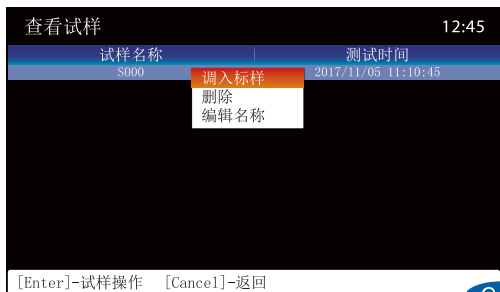 查看试样 12:45
试样名称 测试时间
S000 2017/11/05 11:10:45
调入标样
删除
编辑名称
[Enter]-试样操作 [Cancel]-返回